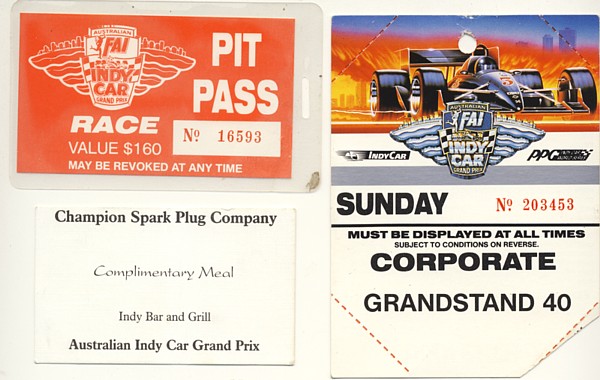 AUSTRALIAN
FAI
INDY
CAR
GRAND PRIX
PIT
PASS
RACE
VALUE $160
No 16593
MAY BE REVOKED AT ANY TIME
Champion Spark Plug Company
Complimentary Meal
Indy Bar and Grill
Australian Indy Car Grand Prix
AUSTRALIAN
FAI
INDY
CAR
GRAND PRIX
INDYCAR
PPG
SUNDAY
No 203453
MUST BE DISPLAYED AT ALL TIMES
SUBJECT TO CONDITIONS ON REVERSE.
CORPORATE
GRANDSTAND 40